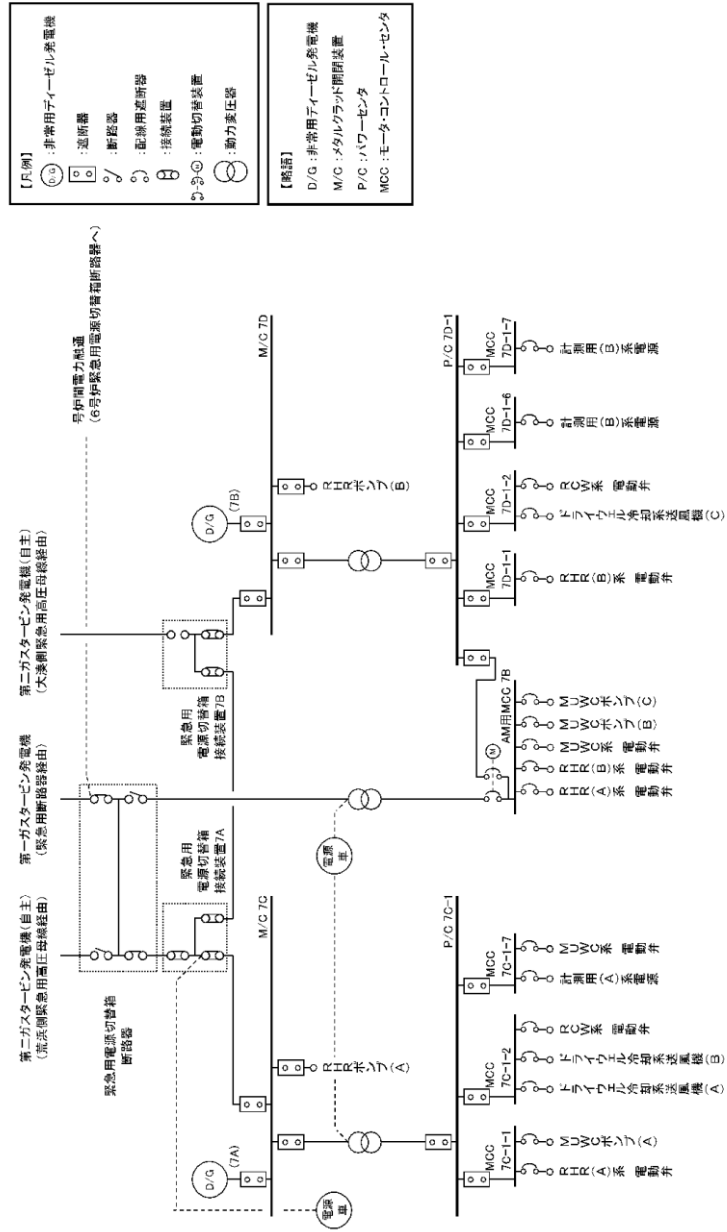 第二ガスタービン発電機(自主)
(荒浜側緊急用高圧母線経由)
第一ガスタービン発電機
(緊急用断路器経由)
第二ガスタービン発電機(自主)
(大湊側緊急用高圧母線経由)
号炉間電力融通
(6号炉緊急用電源切替箱断路器へ)
緊急用電源切替箱
断路器
緊急用
電源切替箱
接続装置7A
緊急用
電源切替箱
接続装置7B
電源
車
D/G
(7A)
M/C 7C
RHRポンプ(A)
電源
車
D/G
(7B)
M/C 7D
RHRポンプ(B)
P/C 7C-1
MCC
7C-1-1
RHR(A)系 電動弁
MUWCポンプ(A)
MCC
7C-1-2
ドライウエル冷却系送風機(A)
ドライウエル冷却系送風機(B)
RCW系 電動弁
MCC
7C-1-7
計測用(A)系電源
MUWC系 電動弁
M
AM用MCC 7B
RHR(A)系 電動弁
RHR(B)系 電動弁
MUWC系 電動弁
MUWCポンプ(B)
MUWCポンプ(C)
P/C 7D-1
MCC
7D-1-1
RHR(B)系 電動弁
MCC
7D-1-2
ドライウエル冷却系送風機(C)
RCW系 電動弁
MCC
7D-1-6
計測用(B)系電源
MCC
7D-1-7
計測用(B)系電源
【凡例】
D/G :非常用ディーゼル発電機
:遮断器
:断路器
:配線用遮断器
:接続装置
M :電動切替装置
:動力変圧器
【略語】
D/G :非常用ディーゼル発電機
M/C :メタルクラッド開閉装置
P/C :パワーセンタ
MCC :モータ・コントロール・センタ